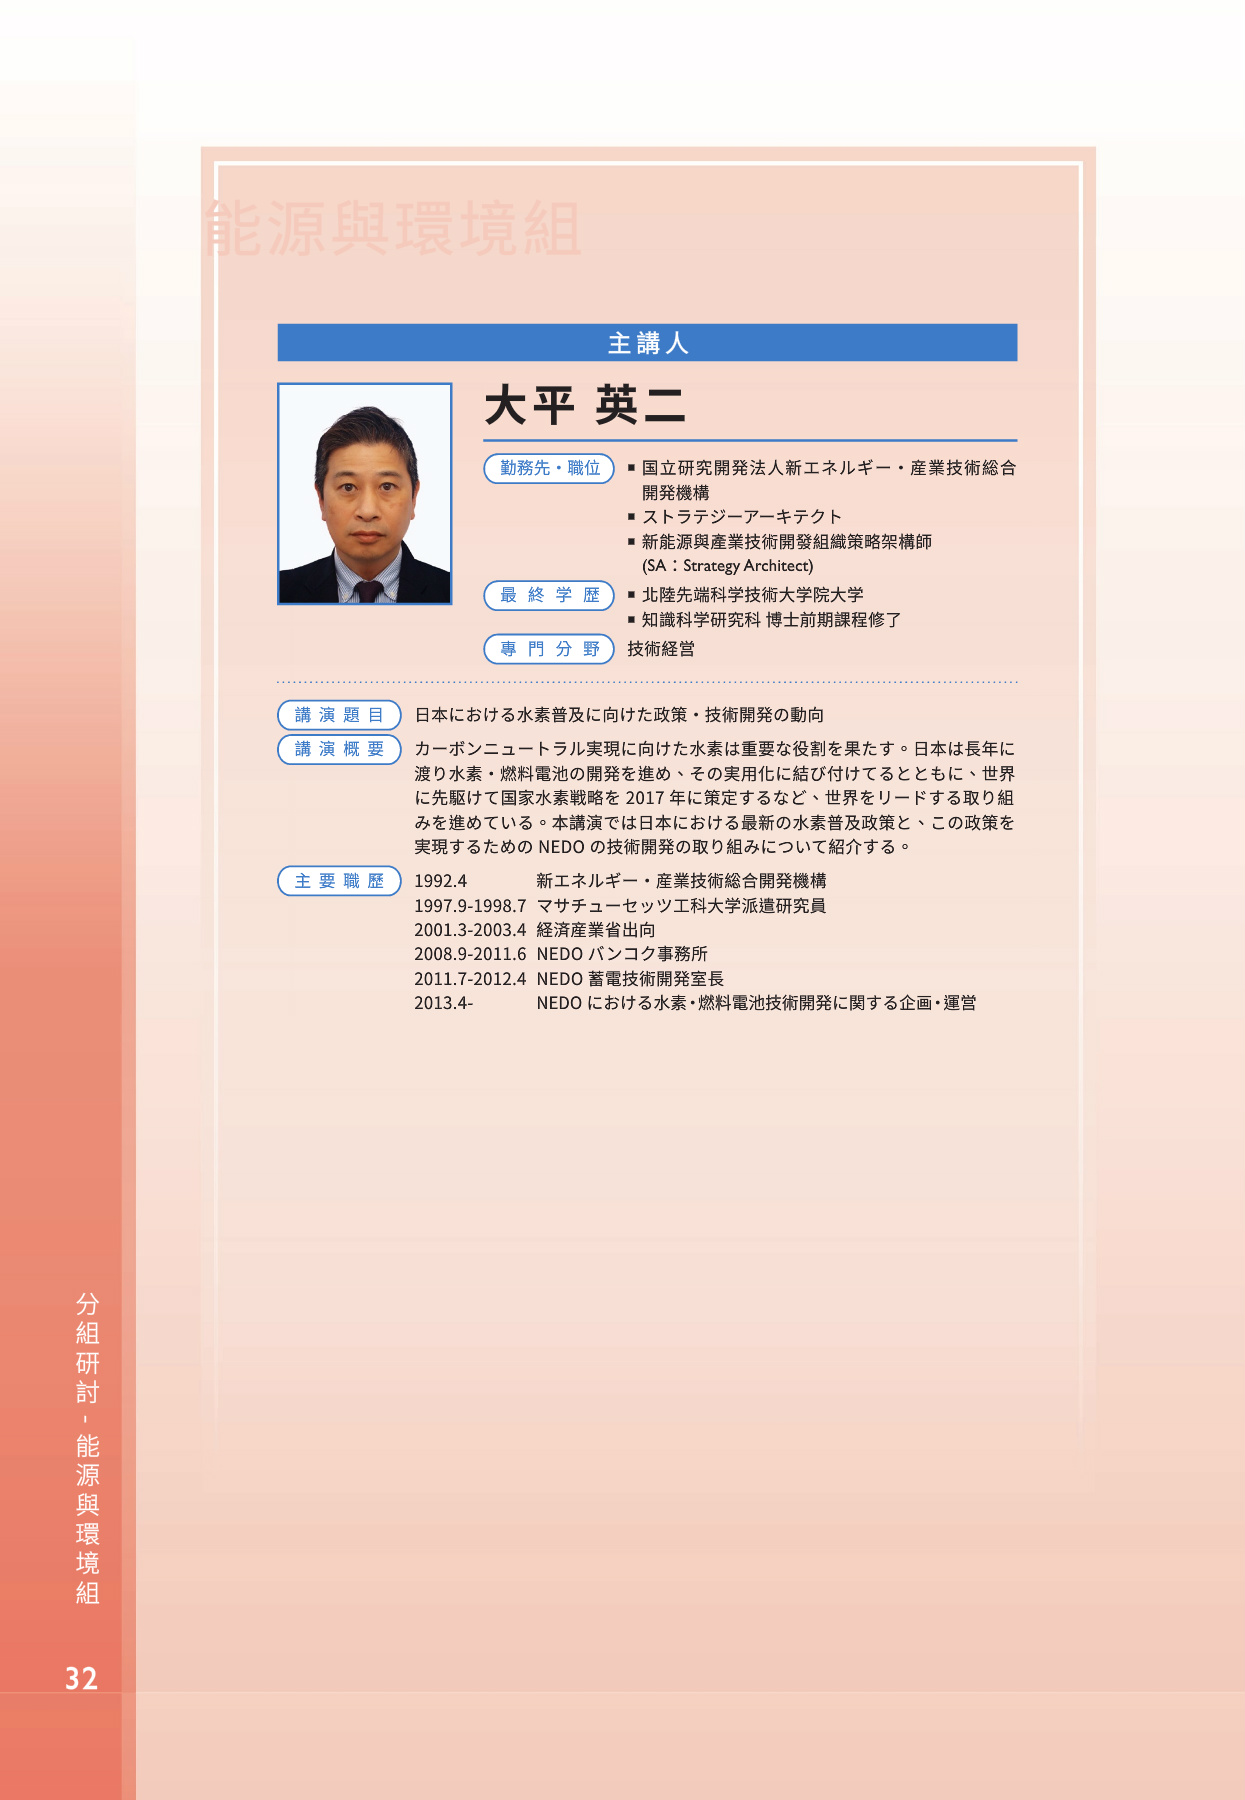 能源與環境組
主講人
大平 英二
勤務先・職位
▪ 国立研究開発法人新エネルギー・産業技術総合
開発機構
▪ ストラテジーアーキテクト
▪ 新能源與產業技術開發組織策略架構師
(SA：Strategy Architect)
最終学歴
▪ 北陸先端科学技術大学院大学
▪ 知識科学研究科 博士前期課程修了
專門分野
技術経営
講演題目
日本における水素普及に向けた政策・技術開発の動向
講演概要
カーボンニュートラル実現に向けた水素は重要な役割を果たす。日本は長年に
渡り水素・燃料電池の開発を進め、その実用化に結び付けてるとともに、世界
に先駆けて国家水素戦略を 2017 年に策定するなど、世界をリードする取り組
みを進めている。本講演では日本における最新の水素普及政策と、この政策を
実現するための NEDO の技術開発の取り組みについて紹介する。
主要職歷
1992.4 新エネルギー・産業技術総合開発機構
1997.9-1998.7 マサチューセッツ工科大学派遣研究員
2001.3-2003.4 経済産業省出向
2008.9-2011.6 NEDO バンコク事務所
2011.7-2012.4 NEDO 蓄電技術開発室長
2013.4- NEDO における水素・燃料電池技術開発に関する企画・運営
分組研討-能源與環境組
32